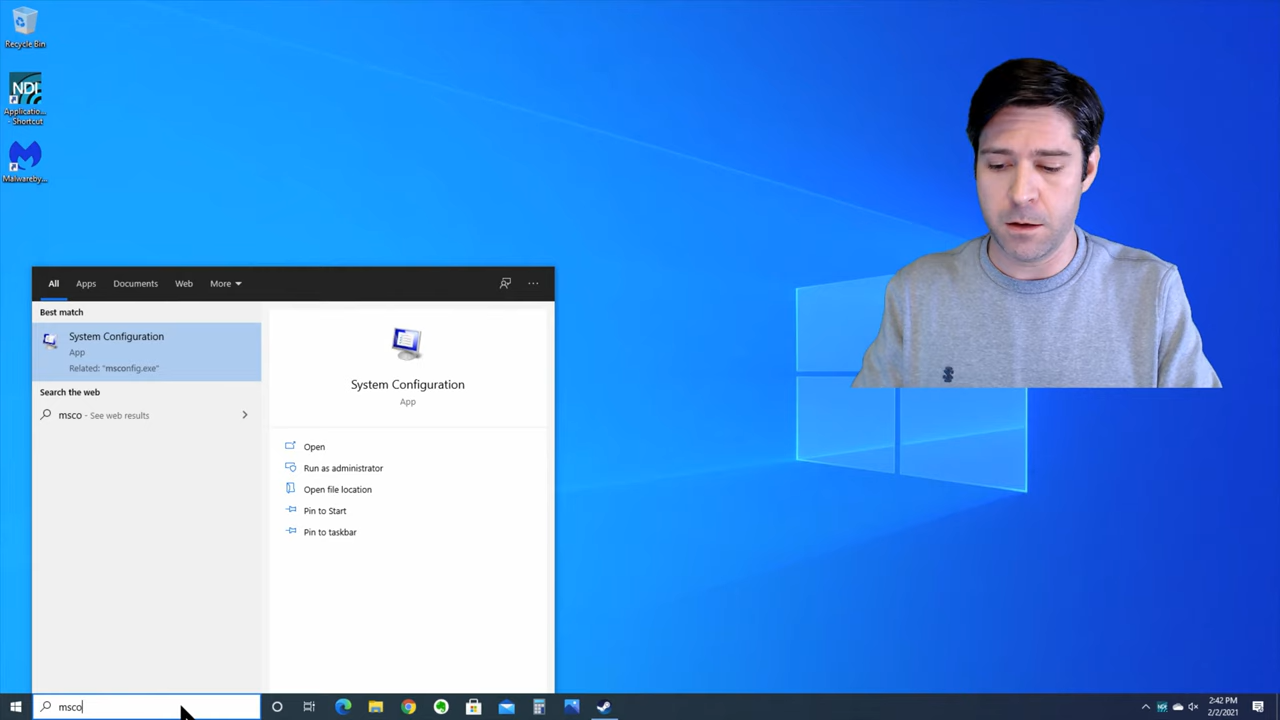 Recycle Bin
NDI
Applicatio...
- Shortcut
Malwareby...
All
Apps
Documents
Web
More
Best match
System Configuration
App
Related: "msconfig.exe"
Search the web
msco - See web results
System Configuration
App
Open
Run as administrator
Open file location
Pin to Start
Pin to taskbar
msco
NDI
2:42 PM
2/2/2021